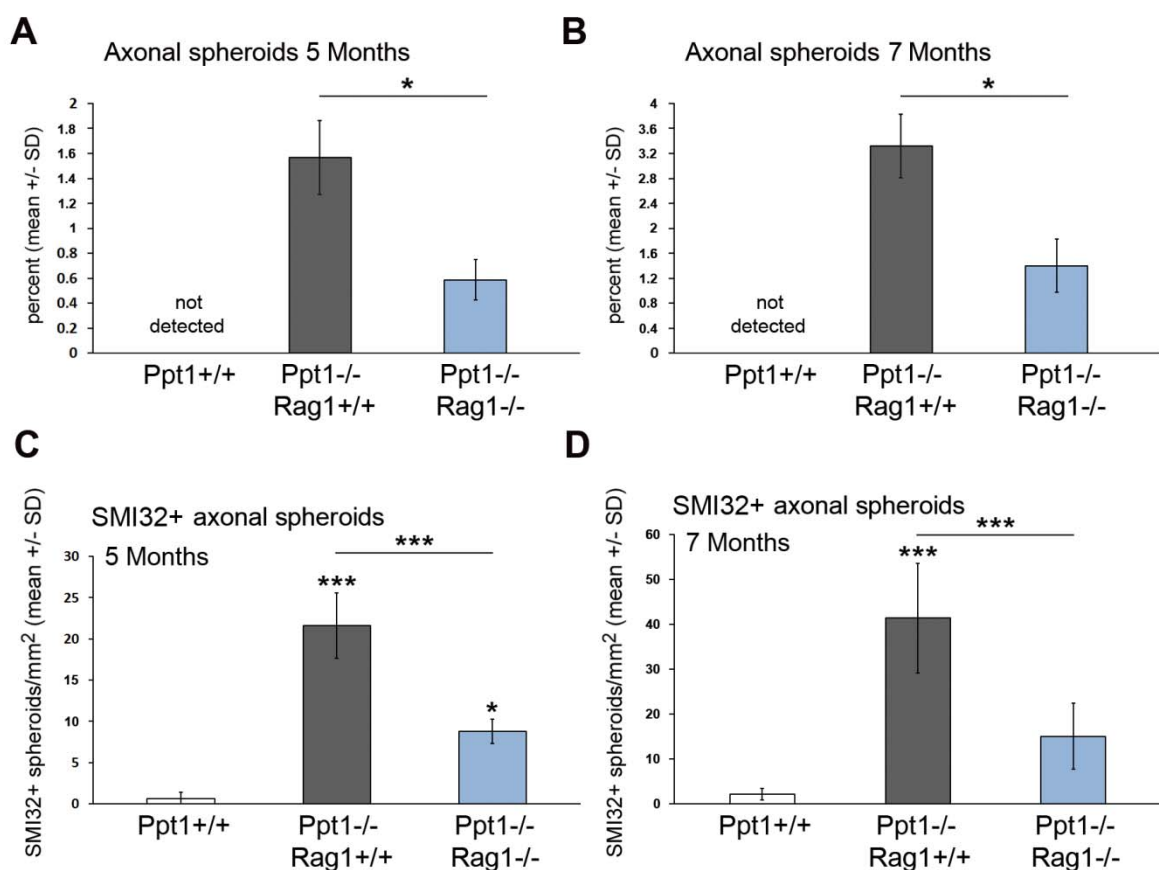 A
Axonal spheroids 5 Months
*
percent (mean +/- SD)
2
1.8
1.6
1.4
1.2
1
0.8
0.6
0.4
0.2
0
not
detected
Ppt1+/+
Ppt1-/-
Rag1+/+
Ppt1-/-
Rag1-/-
B
Axonal spheroids 7 Months
*
percent (mean +/- SD)
4
3.6
3.2
2.8
2.4
2
1.6
1.2
0.8
0.4
0
not
detected
Ppt1+/+
Ppt1-/-
Rag1+/+
Ppt1-/-
Rag1-/-
C
SMI32+ axonal spheroids
5 Months
***
***
*
SMI32+ spheroids/mm² (mean +/- SD)
30
25
20
15
10
5
0
Ppt1+/+
Ppt1-/-
Rag1+/+
Ppt1-/-
Rag1-/-
D
SMI32+ axonal spheroids
7 Months
***
***
SMI32+ spheroids/mm² (mean +/- SD)
60
50
40
30
20
10
0
Ppt1+/+
Ppt1-/-
Rag1+/+
Ppt1-/-
Rag1-/-